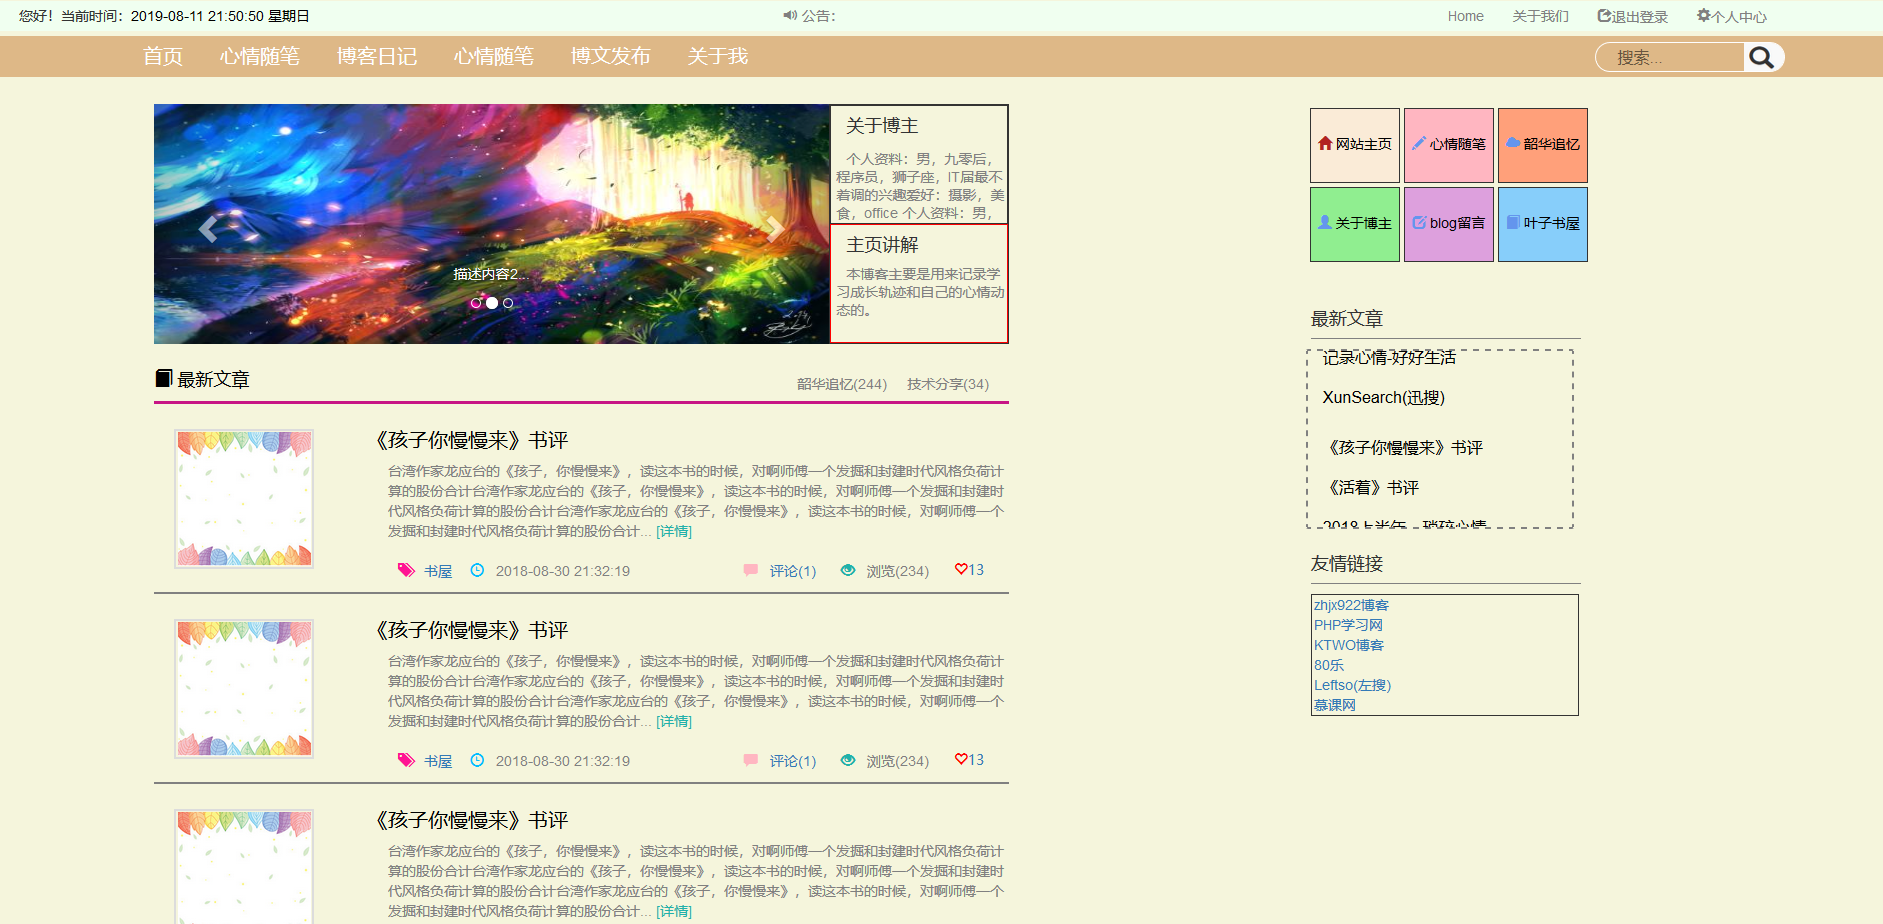 您好！当前时间：2019-08-11 21:50:50 星期日
公告：
Home 关于我们 退出登录 个人中心
首页 心情随笔 博客日记 心情随笔 博文发布 关于我
搜索...
描述内容2...
关于博主
个人资料：男，九零后，
程序员，狮子座，IT届最不
着调的兴趣爱好：摄影，美
食，office 个人资料：男，
主页讲解
本博客主要是用来记录学
习成长轨迹和自己的心情动
态的。
网站主页 心情随笔 韶华追忆
关于博主 blog留言 叶子书屋
最新文章
韶华追忆(244) 技术分享(34)
《孩子你慢慢来》书评
台湾作家龙应台的《孩子，你慢慢来》，读这本书的时候，对啊师傅一个发掘和封建时代风格负荷计
算的股份合计台湾作家龙应台的《孩子，你慢慢来》，读这本书的时候，对啊师傅一个发掘和封建时
代风格负荷计算的股份合计台湾作家龙应台的《孩子，你慢慢来》，读这本书的时候，对啊师傅一个
发掘和封建时代风格负荷计算的股份合计... [详情]
书屋 2018-08-30 21:32:19 评论(1) 浏览(234) 13
《孩子你慢慢来》书评
台湾作家龙应台的《孩子，你慢慢来》，读这本书的时候，对啊师傅一个发掘和封建时代风格负荷计
算的股份合计台湾作家龙应台的《孩子，你慢慢来》，读这本书的时候，对啊师傅一个发掘和封建时
代风格负荷计算的股份合计台湾作家龙应台的《孩子，你慢慢来》，读这本书的时候，对啊师傅一个
发掘和封建时代风格负荷计算的股份合计... [详情]
书屋 2018-08-30 21:32:19 评论(1) 浏览(234) 13
《孩子你慢慢来》书评
台湾作家龙应台的《孩子，你慢慢来》，读这本书的时候，对啊师傅一个发掘和封建时代风格负荷计
算的股份合计台湾作家龙应台的《孩子，你慢慢来》，读这本书的时候，对啊师傅一个发掘和封建时
代风格负荷计算的股份合计台湾作家龙应台的《孩子，你慢慢来》，读这本书的时候，对啊师傅一个
发掘和封建时代风格负荷计算的股份合计... [详情]
最新文章
记录心情-好好生活
XunSearch(迅搜)
《孩子你慢慢来》书评
《活着》书评
2018上半年
友情链接
zhjx922博客
PHP学习网
KTWO博客
80乐
Leftso(左搜)
慕课网